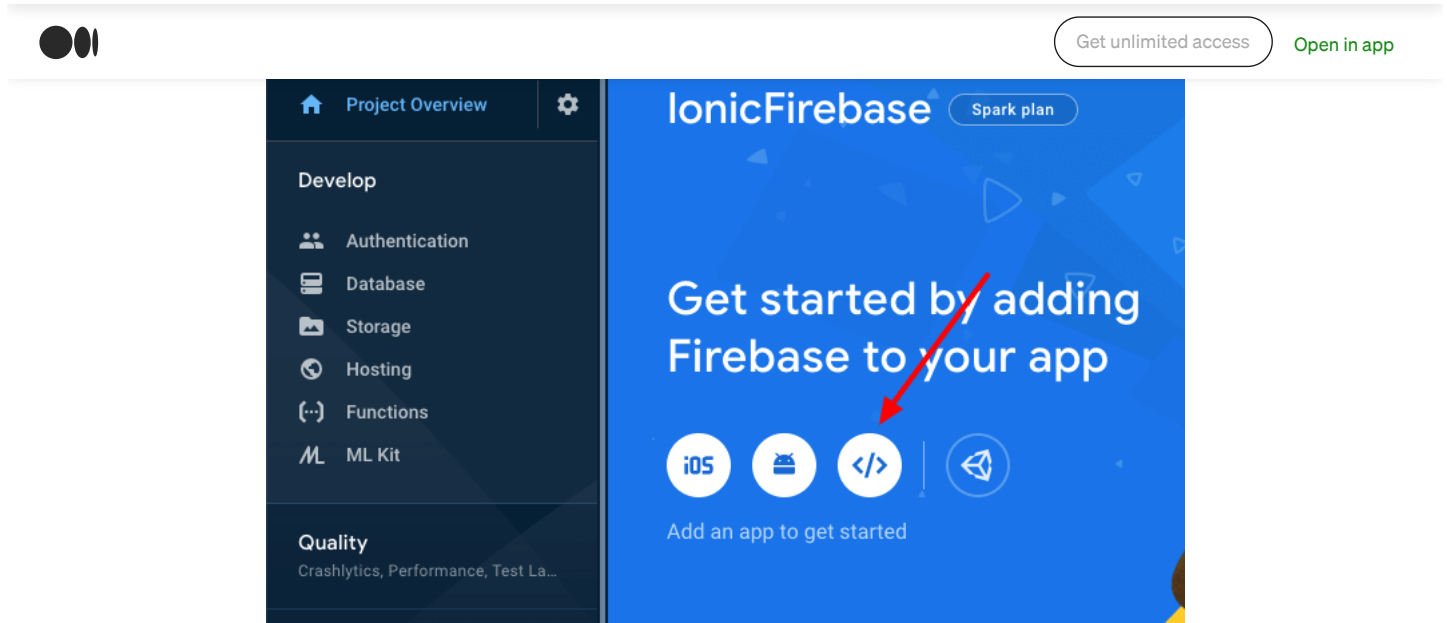 Get unlimited access
Open in app
Project Overview
Develop
Authentication
Database
Storage
Hosting
Functions
ML Kit
Quality
Crashlytics, Performance, Test La...
IonicFirebase
Spark plan
Get started by adding
Firebase to your app
iOS
</>
Add an app to get started